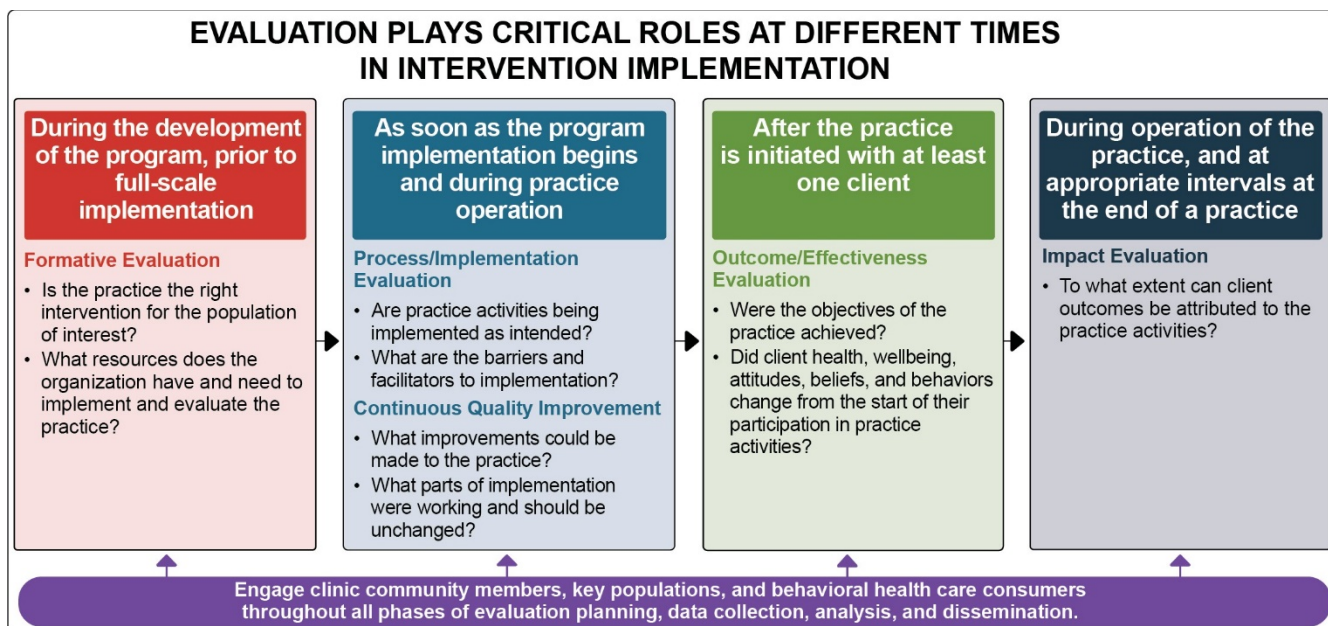 EVALUATION PLAYS CRITICAL ROLES AT DIFFERENT TIMES
IN INTERVENTION IMPLEMENTATION
During the development
of the program, prior to
full-scale
implementation
Formative Evaluation
• Is the practice the right
intervention for the population
of interest?
• What resources does the
organization have and need to
implement and evaluate the
practice?
As soon as the program
implementation begins
and during practice
operation
Process/Implementation
Evaluation
• Are practice activities being
implemented as intended?
• What are the barriers and
facilitators to implementation?
Continuous Quality Improvement
• What improvements could be
made to the practice?
• What parts of implementation
were working and should be
unchanged?
After the practice
is initiated with at least
one client
Outcome/Effectiveness
Evaluation
• Were the objectives of the
practice achieved?
• Did client health, wellbeing,
attitudes, beliefs, and behaviors
change from the start of their
participation in practice
activities?
During operation of the
practice, and at
appropriate intervals at
the end of a practice
Impact Evaluation
• To what extent can client
outcomes be attributed to the
practice activities?
Engage clinic community members, key populations, and behavioral health care consumers
throughout all phases of evaluation planning, data collection, analysis, and dissemination.